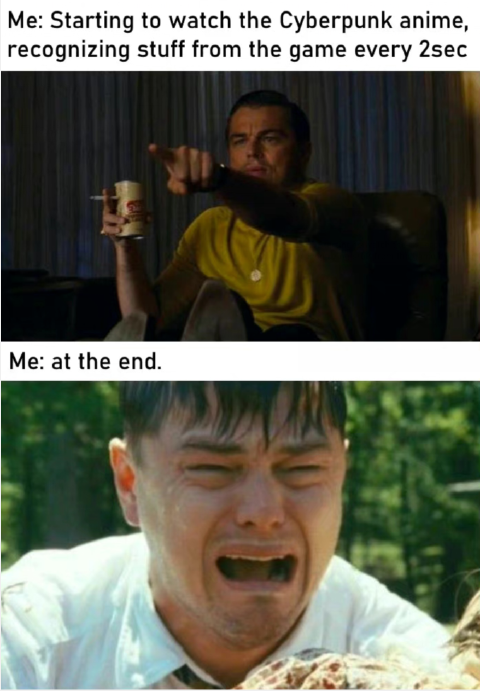 Me: Starting to watch the Cyberpunk anime,
recognizing stuff from the game every 2sec
Me: at the end.